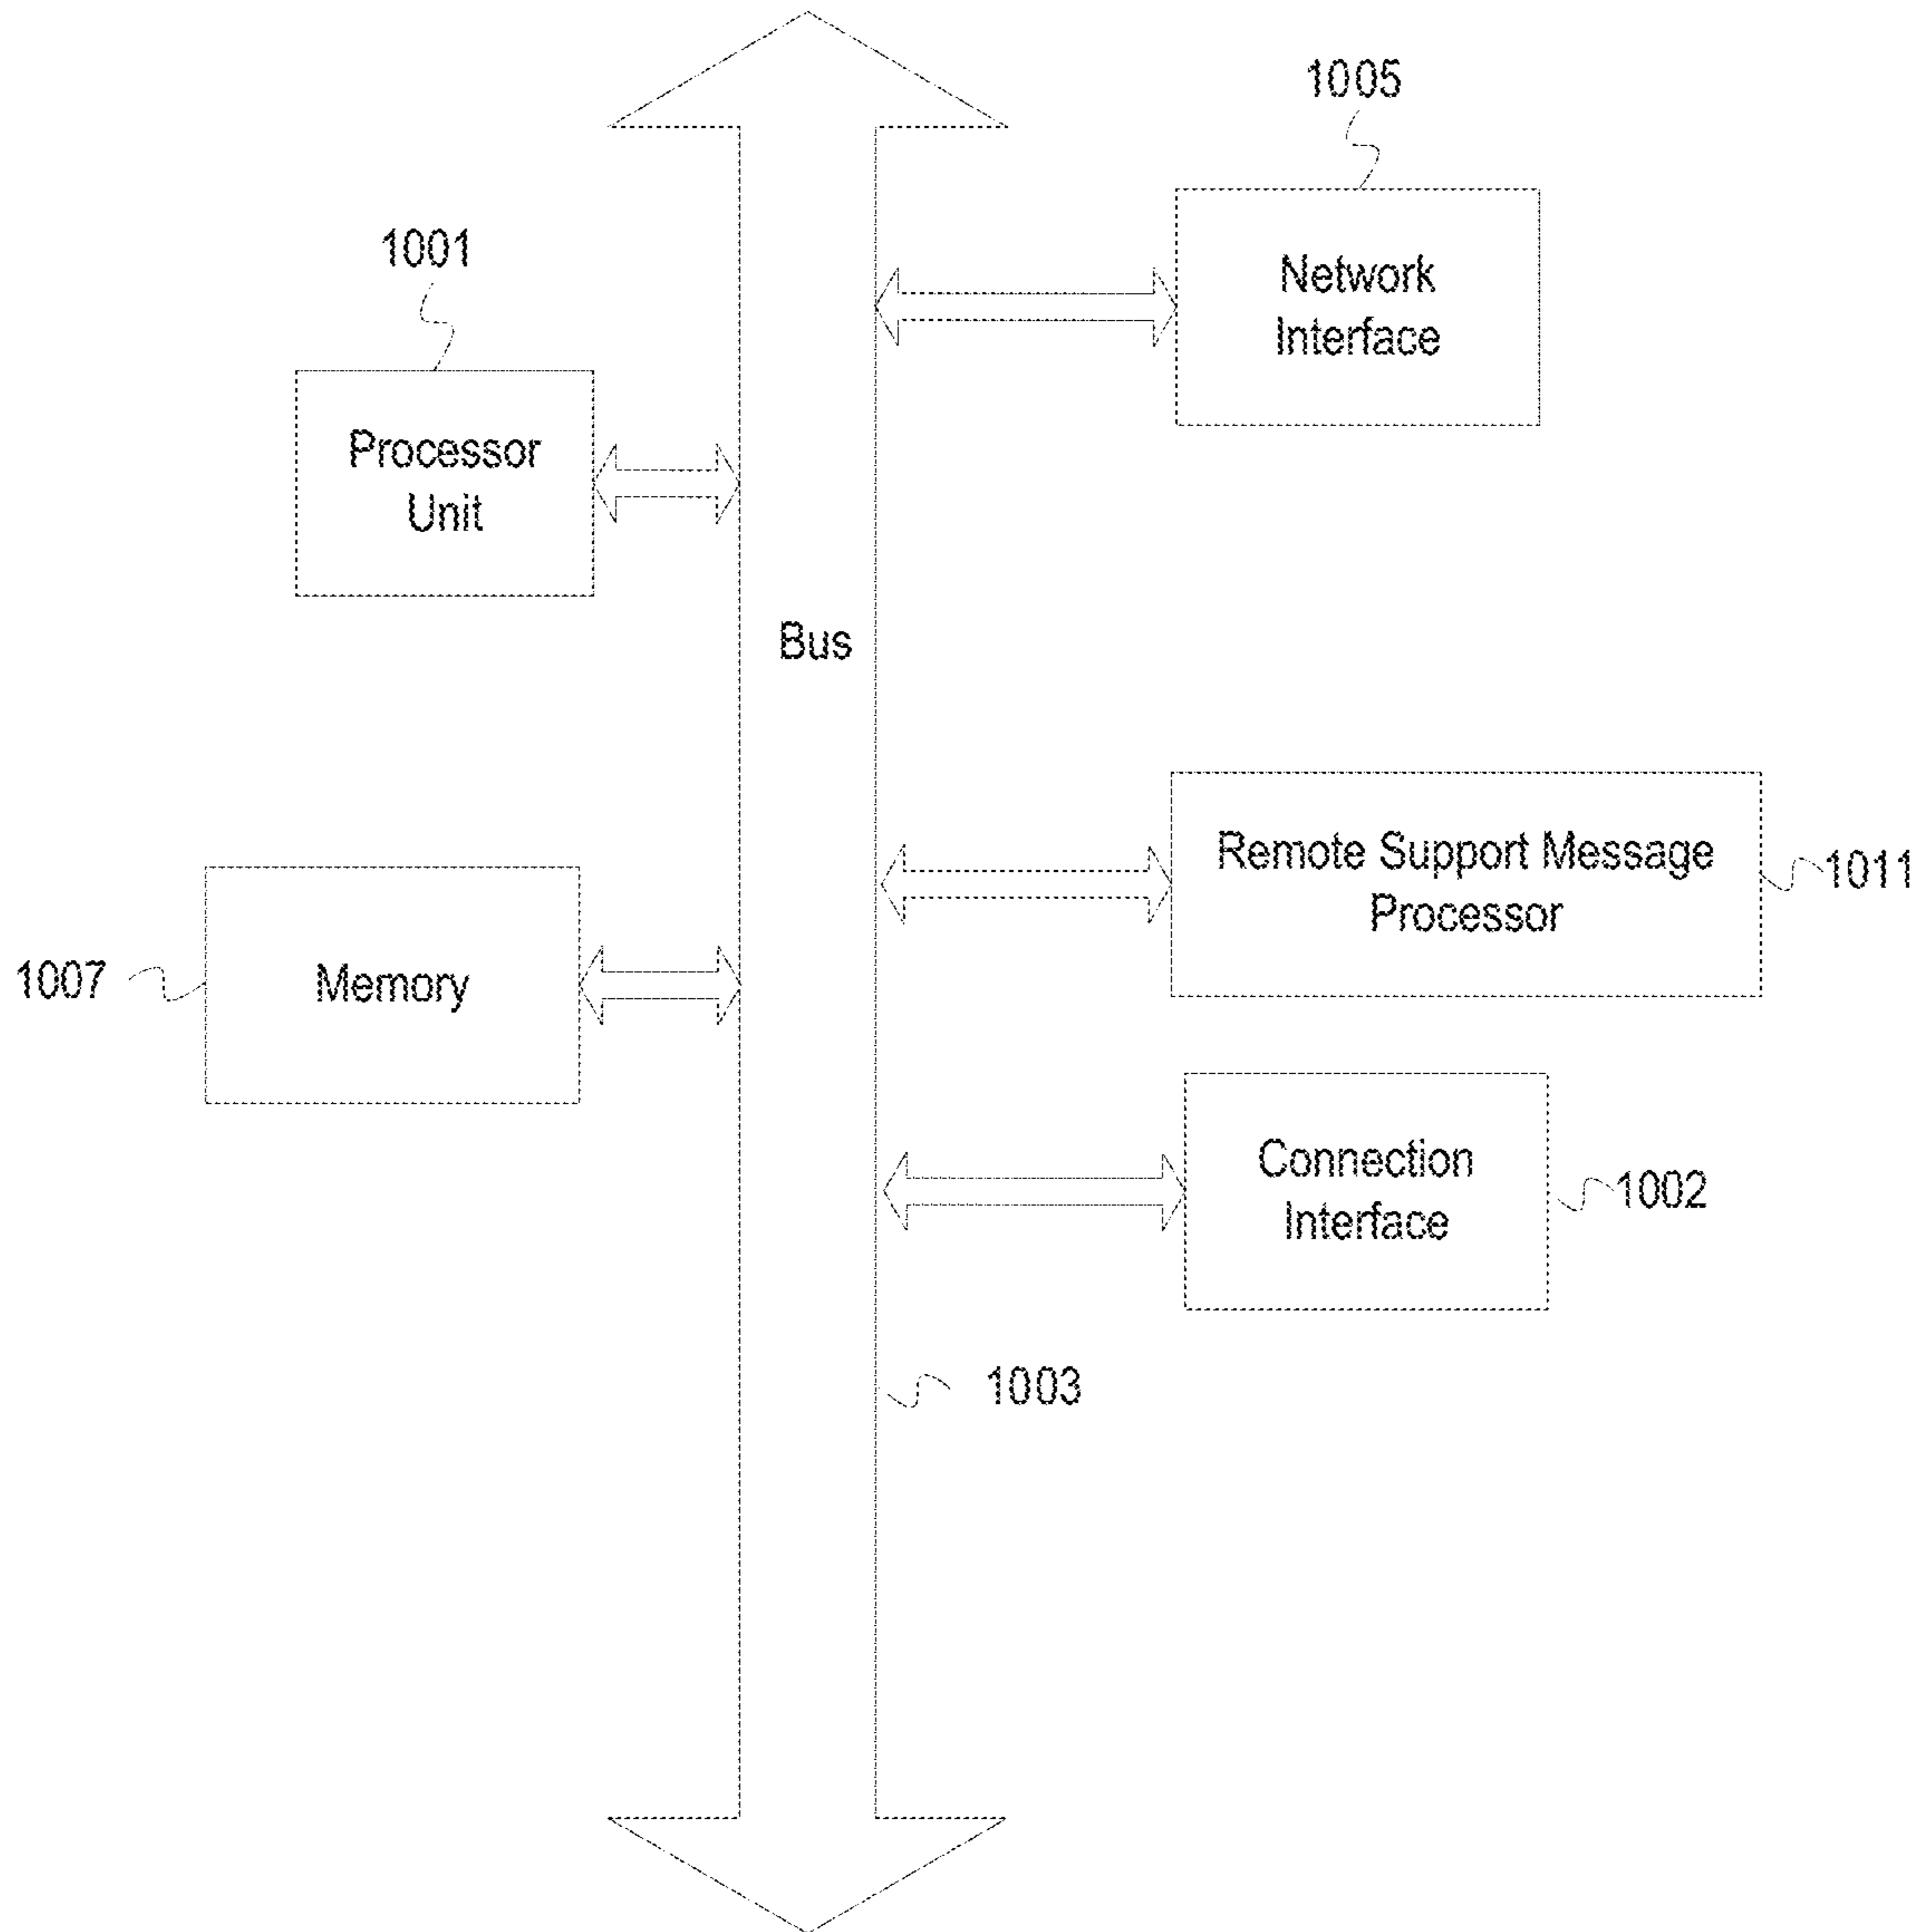 1005
Network
Interface
1001
Processor
Unit
Bus
Remote Support Message
Processor
1011
1007
Memory
Connection
Interface
1002
1003